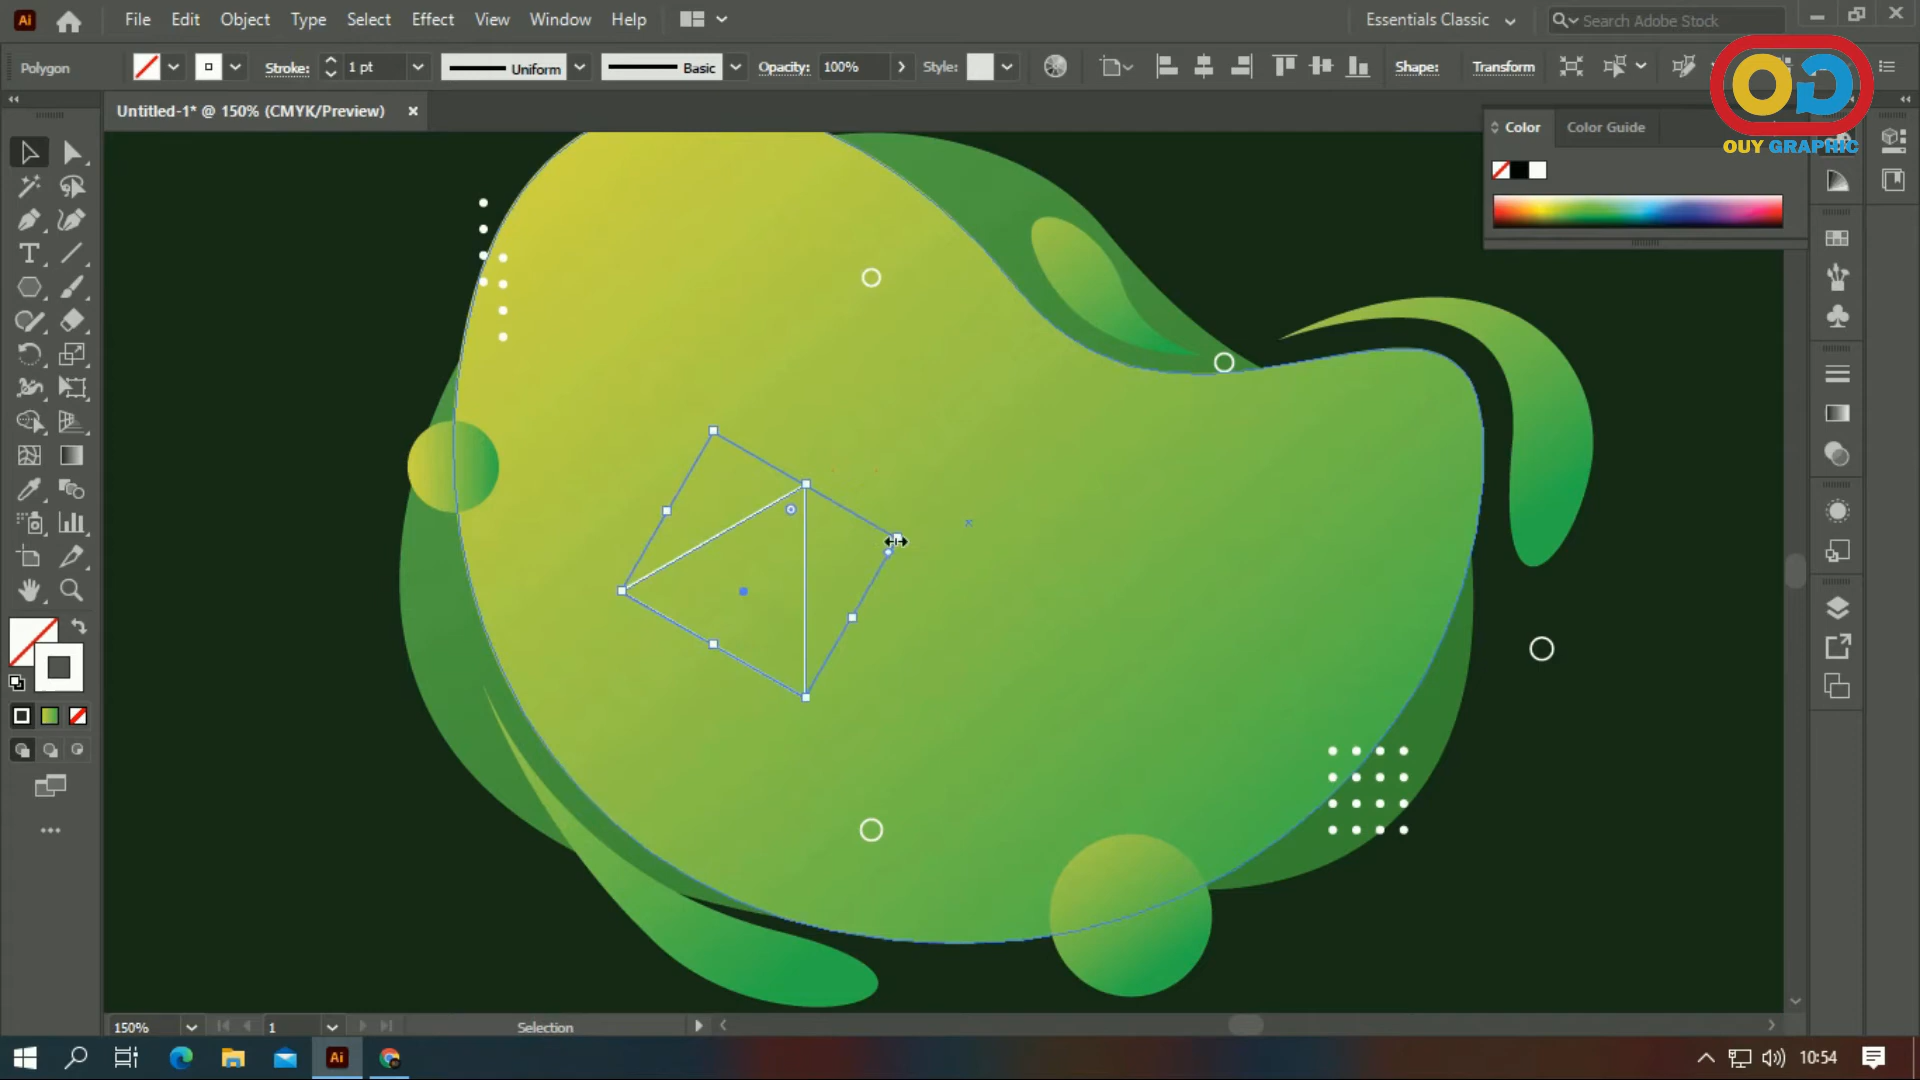 Ai File Edit Object Type Select Effect View Window Help Essentials Classic Search Adobe Stock
Polygon Stroke: 1 pt Uniform Basic Opacity: 100% Style: Shape: Transform
OUY GRAPHIC
Untitled-1* @ 150% (CMYK/Preview)
Color Color Guide
T
150% 1 Selection
Ai 10:54